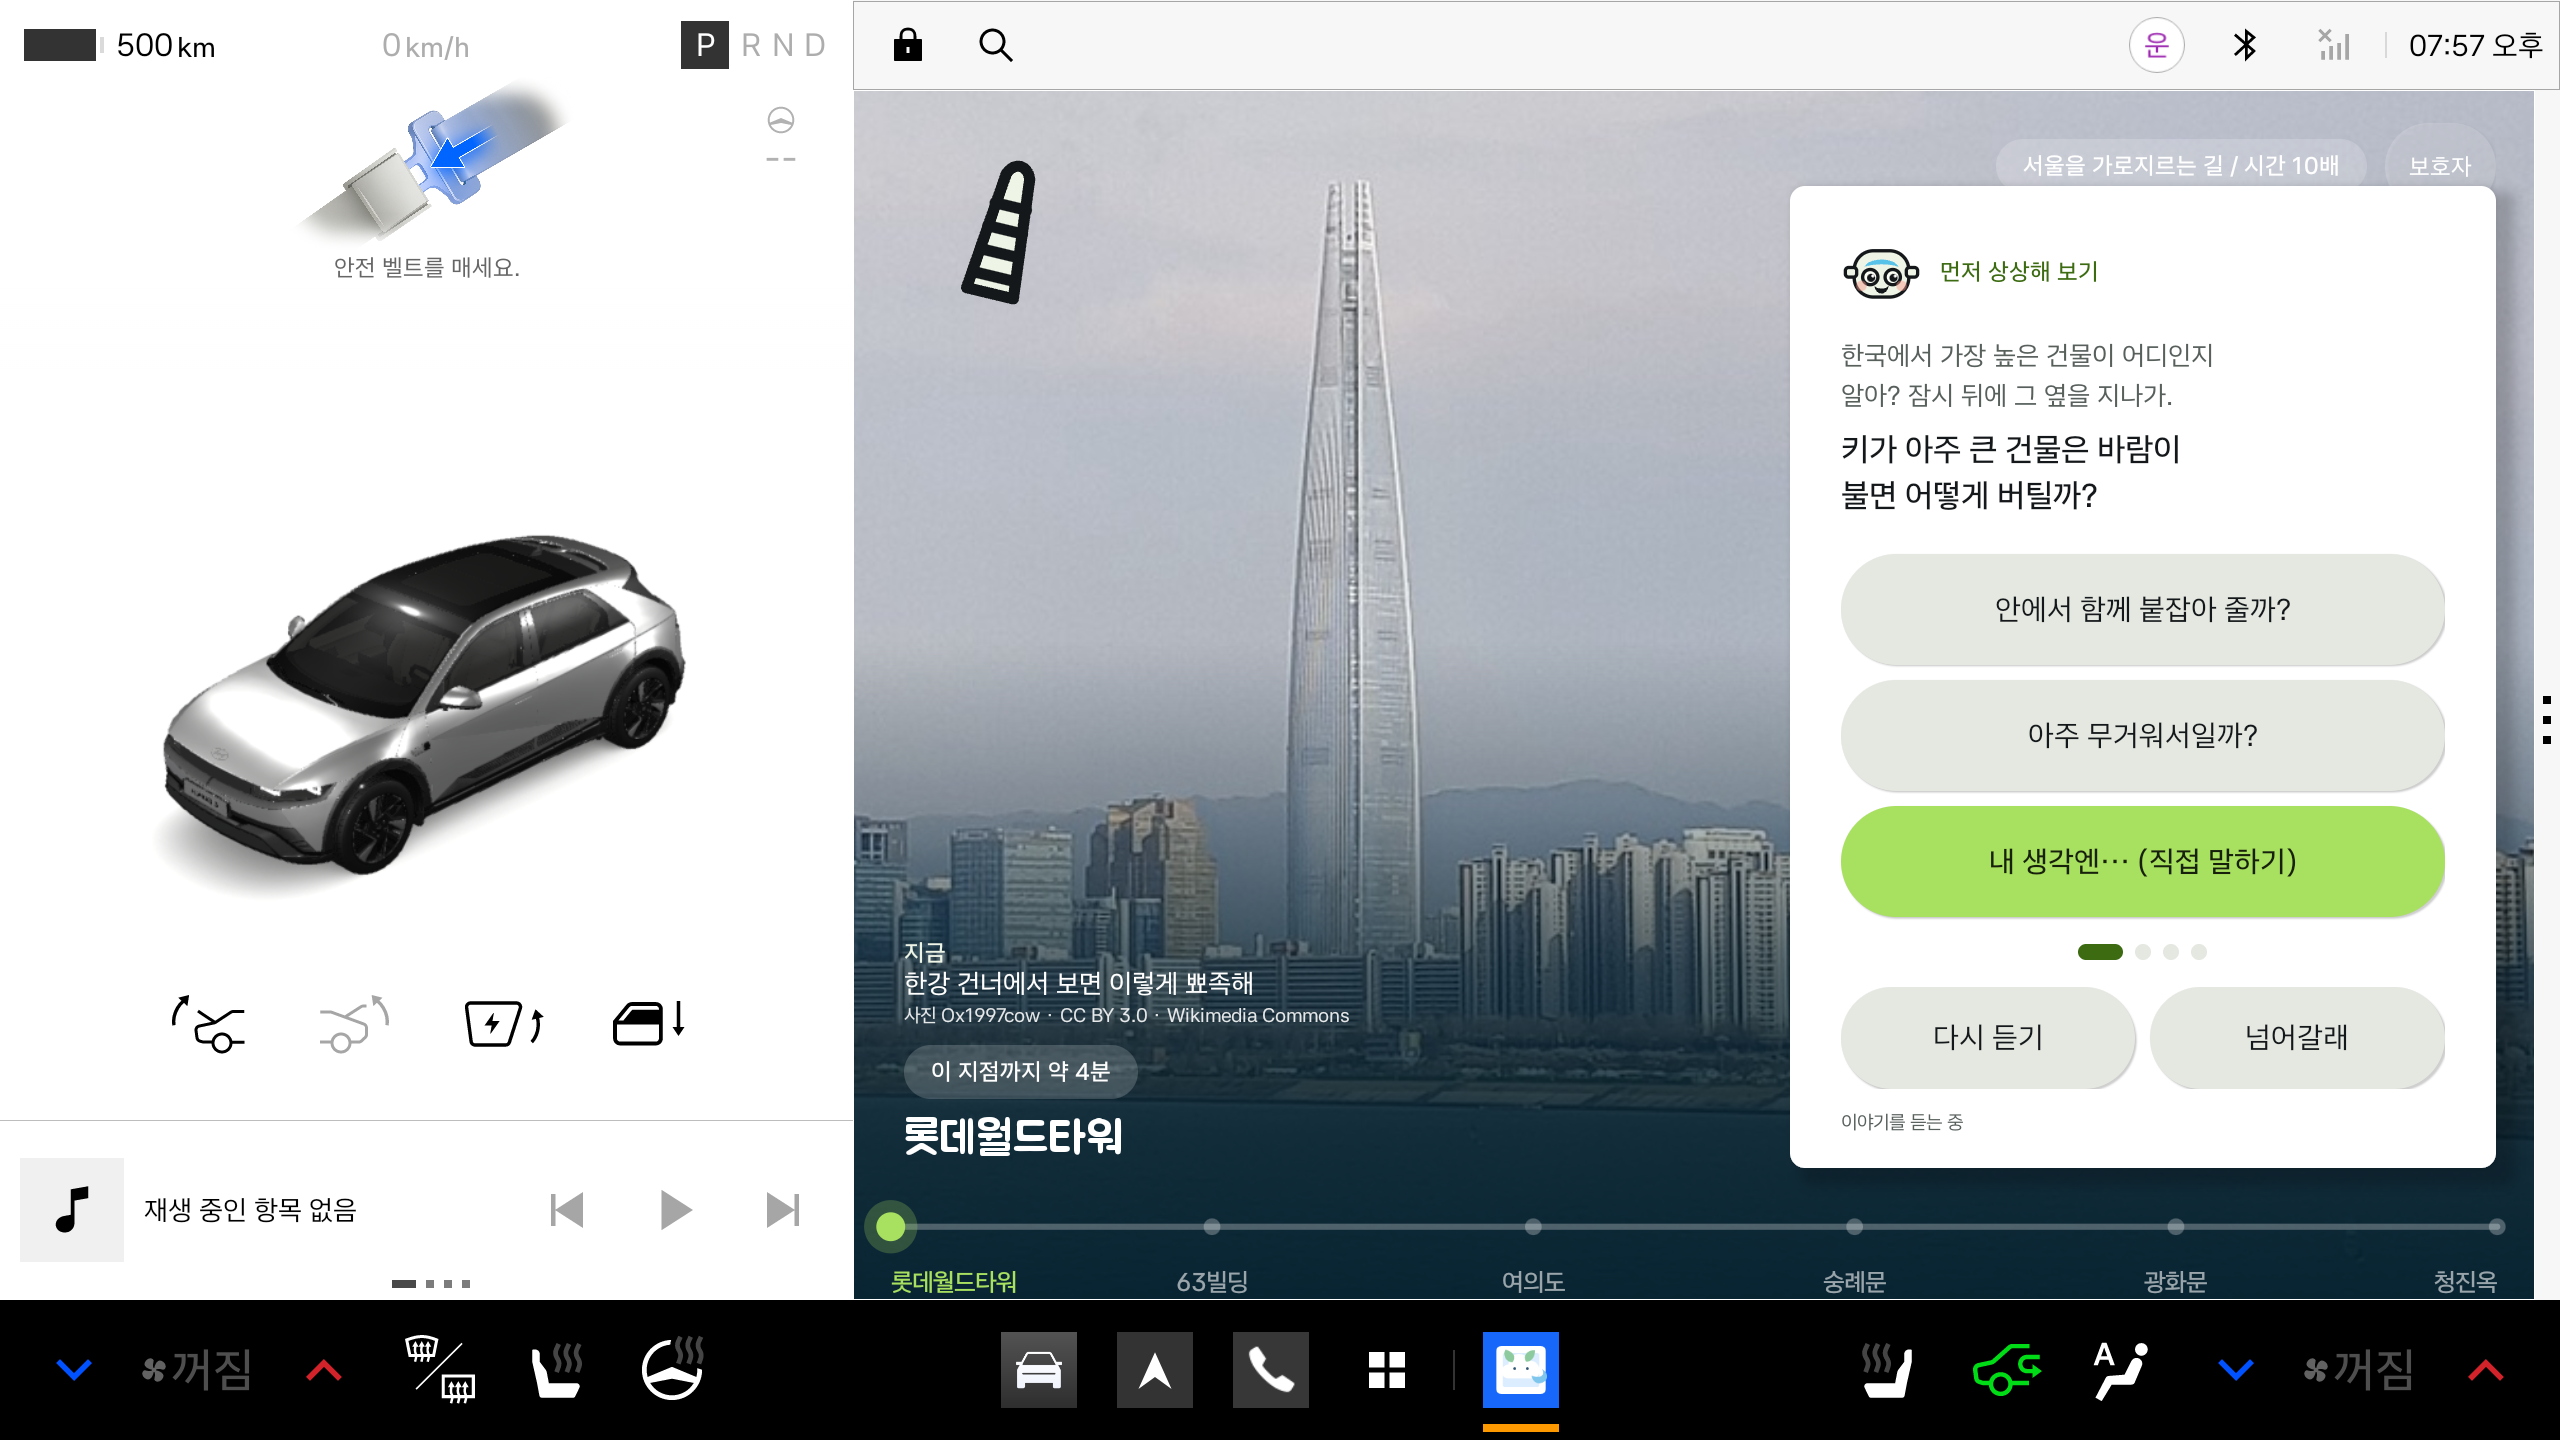 500 km
0 km/h
P R N D
07:57 오후
운
안전 벨트를 매세요.
서울을 가로지르는 길 / 시간 10배
보호자
먼저 상상해 보기
한국에서 가장 높은 건물이 어디인지
알아? 잠시 뒤에 그 옆을 지나가.
키가 아주 큰 건물은 바람이
불면 어떻게 버틸까?
안에서 함께 붙잡아 줄까?
아주 무거워서일까?
내 생각엔… (직접 말하기)
다시 듣기
넘어갈래
이야기를 듣는 중
지금
한강 건너에서 보면 이렇게 뾰족해
사진 Ox1997cow · CC BY 3.0 · Wikimedia Commons
이 지점까지 약 4분
롯데월드타워
롯데월드타워
63빌딩
여의도
숭례문
광화문
청진옥
재생 중인 항목 없음
꺼짐
A
꺼짐